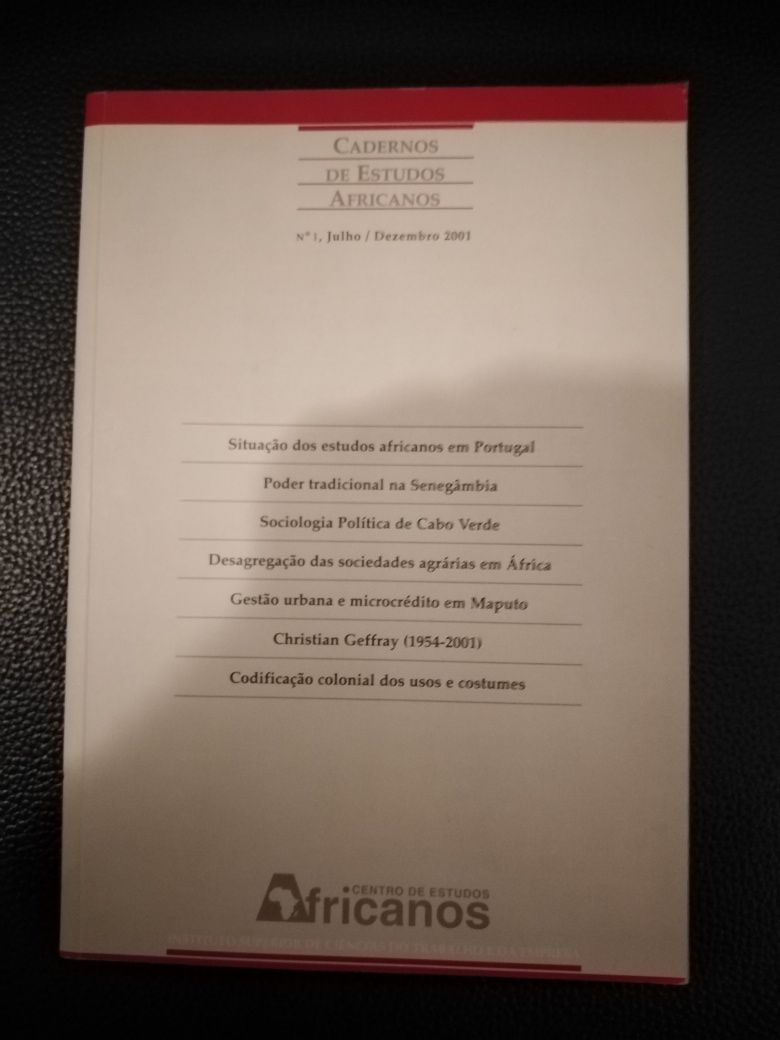 CADERNOS
DE ESTUDOS
AFRICANOS
Nº 1, Julho / Dezembro 2001
Situação dos estudos africanos em Portugal
Poder tradicional na Senegâmbia
Sociologia Política de Cabo Verde
Desagregação das sociedades agrárias em África
Gestão urbana e microcrédito em Maputo
Christian Geffray (1954-2001)
Codificação colonial dos usos e costumes
CENTRO DE ESTUDOS
Africanos
INSTITUTO SUPERIOR DE CIÊNCIAS DO TRABALHO E DA EMPRESA